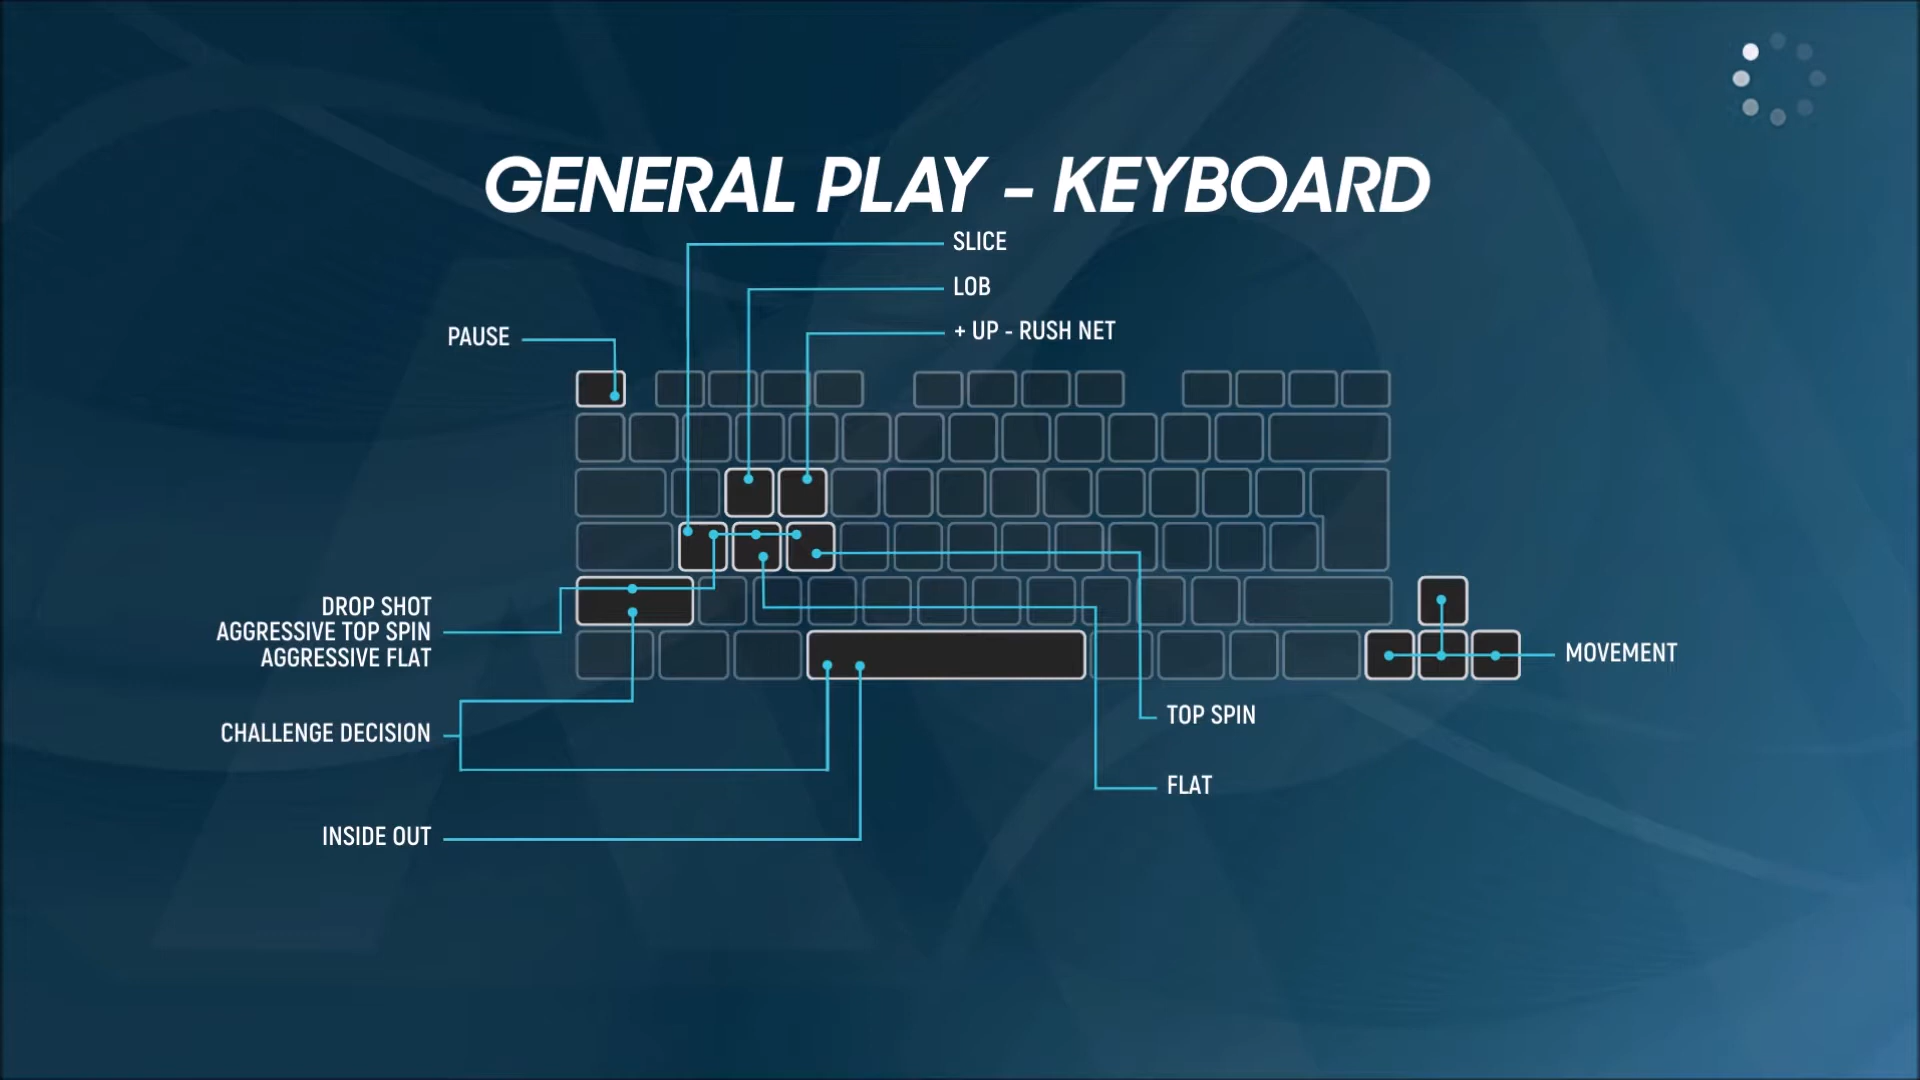 GENERAL PLAY - KEYBOARD
SLICE
LOB
+ UP - RUSH NET
PAUSE
DROP SHOT
AGGRESSIVE TOP SPIN
AGGRESSIVE FLAT
MOVEMENT
TOP SPIN
CHALLENGE DECISION
FLAT
INSIDE OUT